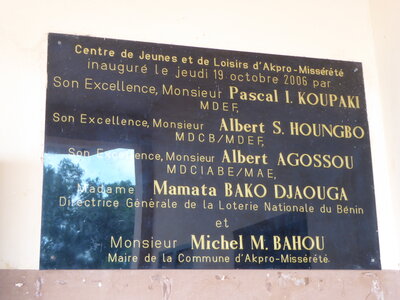 Centre de Jeunes et de Loisirs d'Akpro-Missérété
inauguré le jeudi 19 octobre 2006 par
Son Excellence, Monsieur Pascal I. KOUPAKI
MDEF,
Son Excellence, Monsieur Albert S. HOUNGBO
MDCB/MDEF,
Son Excellence, Monsieur Albert AGOSSOU
MDCIABE/MAE,
Madame Mamata BAKO DJAOUGA
Directrice Générale de la Loterie Nationale du Bénin
et
Monsieur Michel M. BAHOU
Maire de la Commune d'Akpro-Missérété.